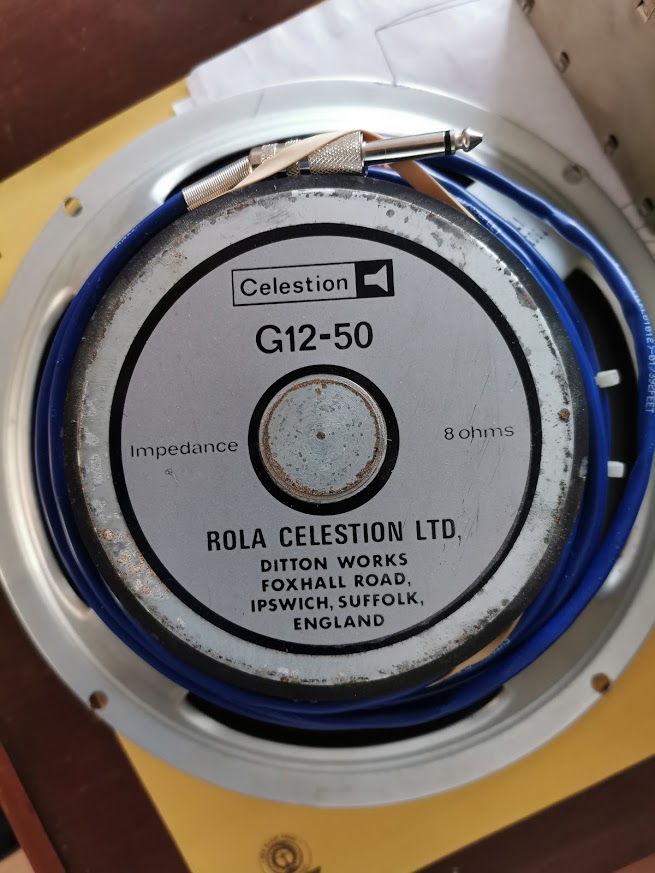 Celestion
G12-50
Impedance
8 ohms
ROLA CELESTION LTD,
DITTON WORKS
FOXHALL ROAD,
IPSWICH, SUFFOLK,
ENGLAND